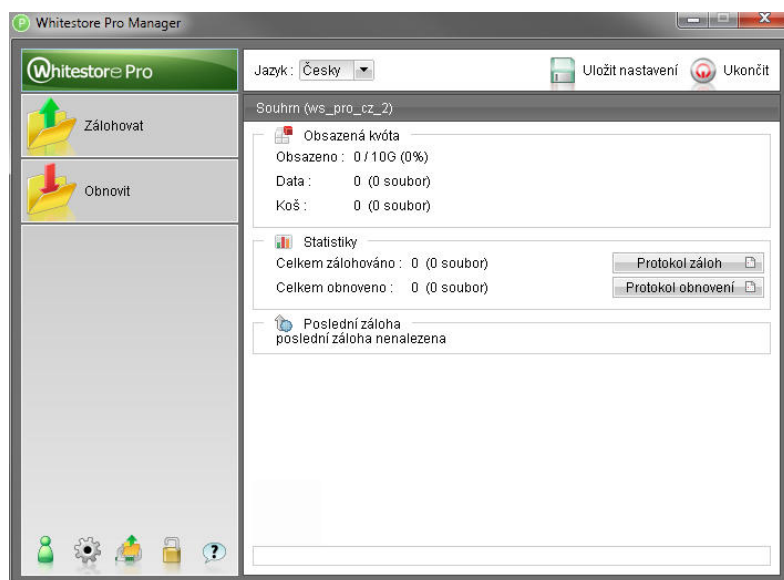 Whitestore Pro Manager
Whitestore Pro
Jazyk : Česky
Uložit nastavení
Ukončit
Zálohovat
Obnovit
Souhrn (ws_pro_cz_2)
Obsazená kvóta
Obsazeno : 0 / 10G (0%)
Data : 0 (0 soubor)
Koš : 0 (0 soubor)
Statistiky
Celkem zálohováno : 0 (0 soubor)
Protokol záloh
Celkem obnoveno : 0 (0 soubor)
Protokol obnovení
Poslední záloha
poslední záloha nenalezena